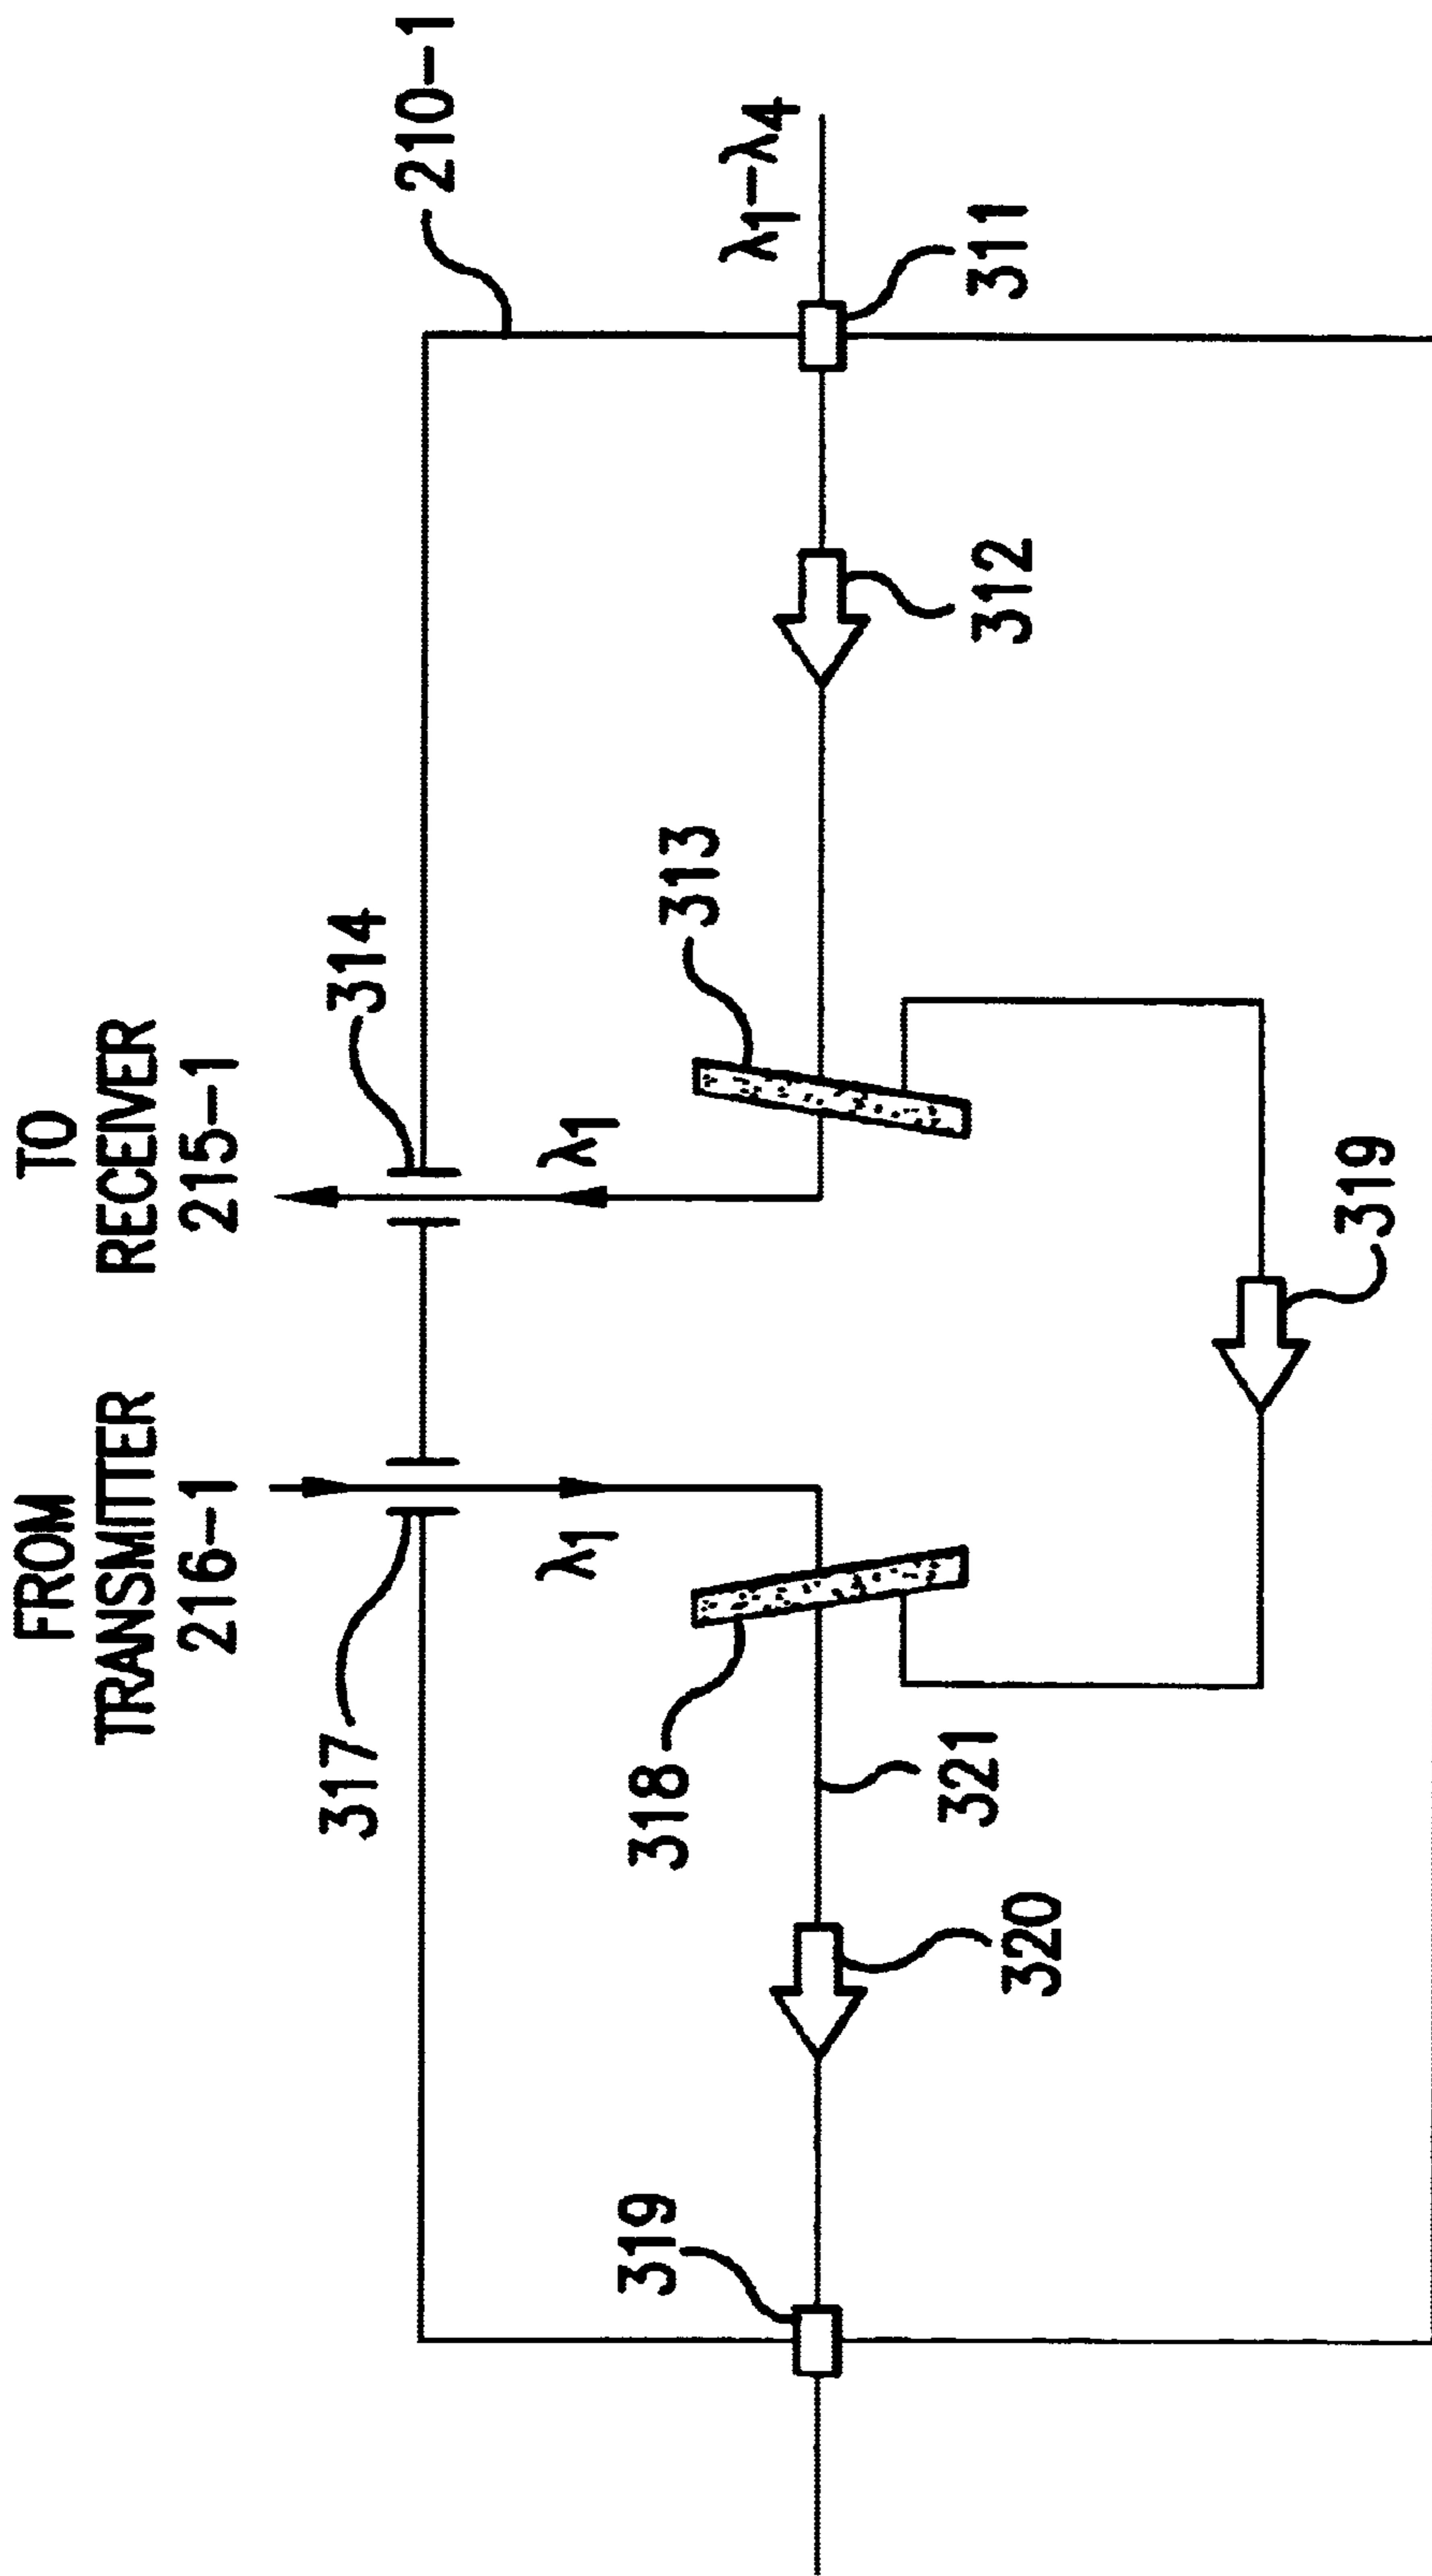 FROM
TRANSMITTER
216-1
TO
RECEIVER
215-1
210-1
317
314
λ1
λ1
λ1-λ4
319
318
313
321
320
312
311
319